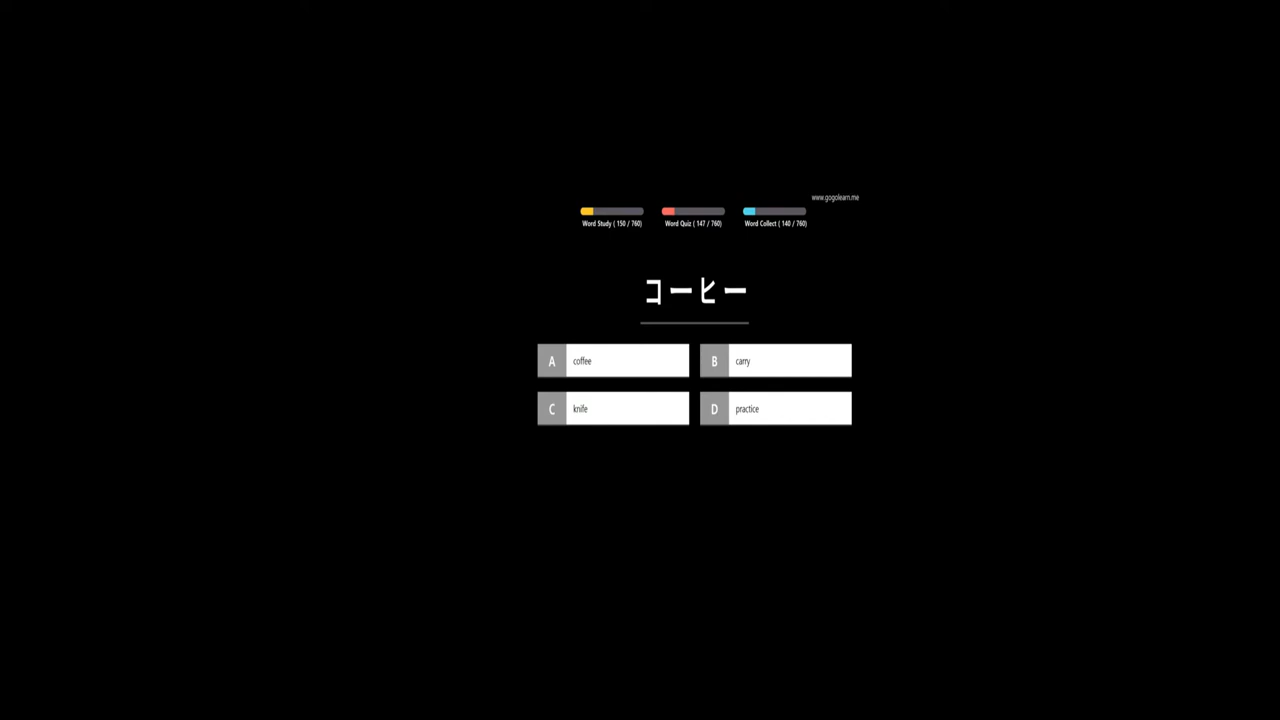 www.gogolearn.me
Word Study ( 150 / 760)
Word Quiz ( 147 / 760)
Word Collect ( 140 / 760)
コーヒー
A coffee
B carry
C knife
D practice